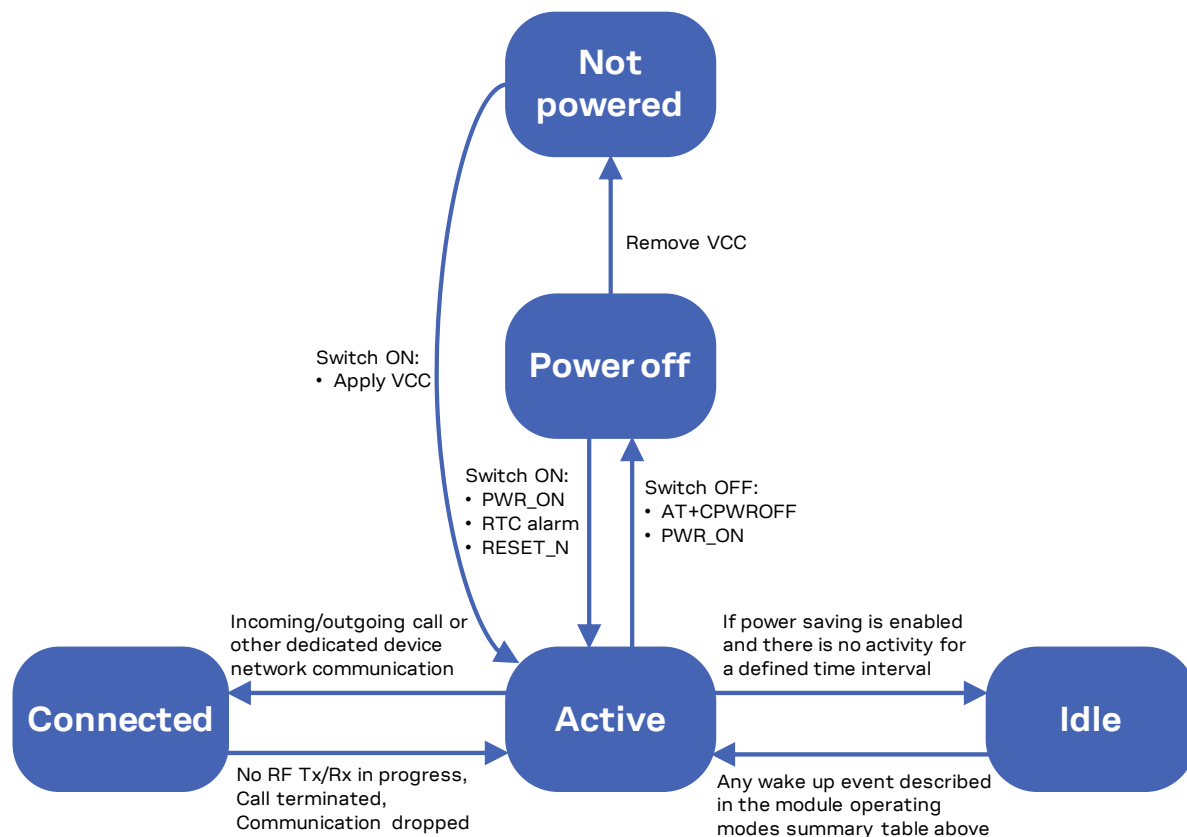 Not
powered
Remove VCC
Switch ON:
• Apply VCC
Power off
Switch ON:
• PWR_ON
• RTC alarm
• RESET_N
Switch OFF:
• AT+CPWROFF
• PWR_ON
Incoming/outgoing call or
other dedicated device
network communication
If power saving is enabled
and there is no activity for
a defined time interval
Connected
Active
Idle
No RF Tx/Rx in progress,
Call terminated,
Communication dropped
Any wake up event described
in the module operating
modes summary table above